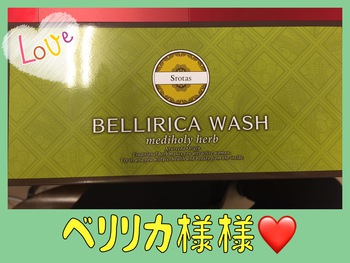 Love
Srotas
BELLIRICA WASH
mediholy herb
ベリリカ様様❤️